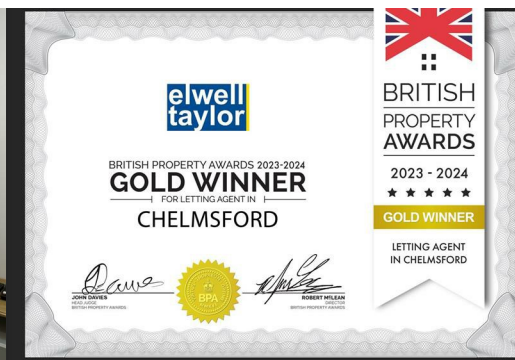 elwell
taylor
BRITISH PROPERTY AWARDS 2023-2024
GOLD WINNER
FOR LETTING AGENT IN
CHELMSFORD
JOHN DAVIES
HEAD JUDGE
BRITISH PROPERTY AWARDS
BPA
ROBERT McLEAN
DIRECTOR
BRITISH PROPERTY AWARDS
BRITISH
PROPERTY
AWARDS
2023 - 2024
GOLD WINNER
LETTING AGENT
IN CHELMSFORD